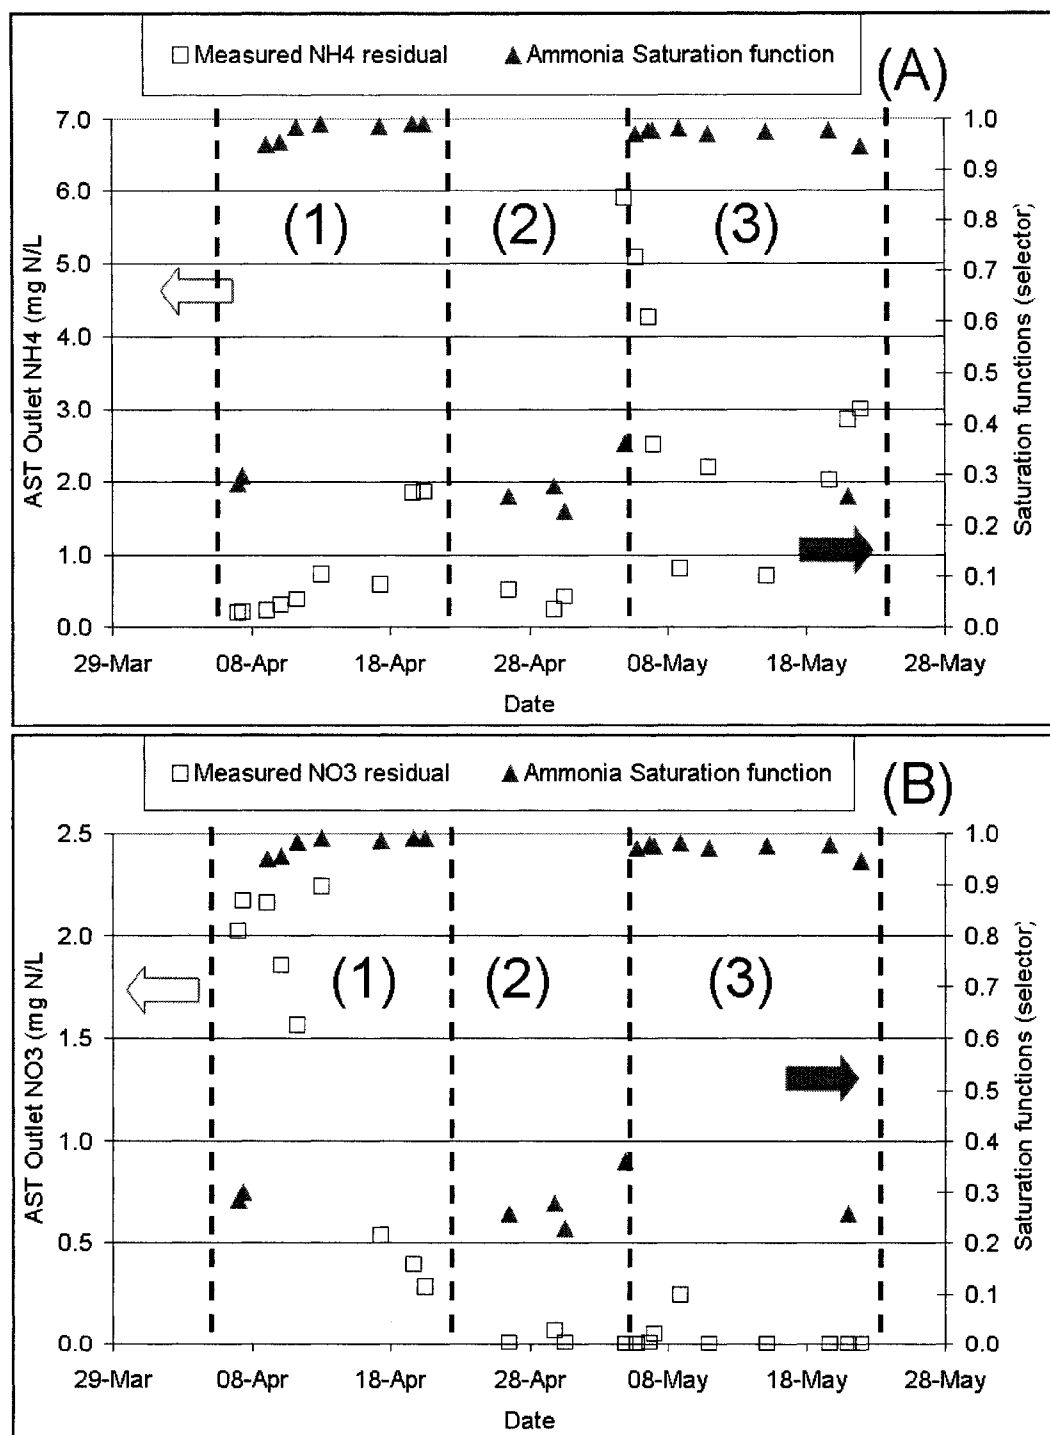 Measured NH4 residual Ammonia Saturation function
(A)
7.0
6.0
5.0
4.0
3.0
2.0
1.0
0.0
AST Outlet NH4 (mg N/L)
(1) (2) (3)
1.0
0.9
0.8
0.7
0.6
0.5
0.4
0.3
0.2
0.1
0.0
Saturation functions (selector)
29-Mar 08-Apr 18-Apr 28-Apr 08-May 18-May 28-May
Date
Measured NO3 residual Ammonia Saturation function
(B)
2.5
2.0
1.5
1.0
0.5
0.0
AST Outlet NO3 (mg N/L)
(1) (2) (3)
1.0
0.9
0.8
0.7
0.6
0.5
0.4
0.3
0.2
0.1
0.0
Saturation functions (selector)
29-Mar 08-Apr 18-Apr 28-Apr 08-May 18-May 28-May
Date